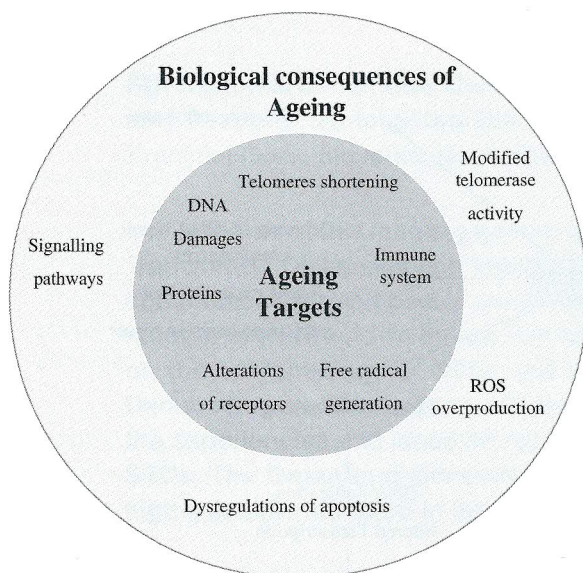 Biological consequences of
Ageing
Modified
telomerase
activity
Telomeres shortening
DNA
Damages
Signalling
pathways
Immune
system
Proteins
Ageing
Targets
Alterations
of receptors
Free radical
generation
ROS
overproduction
Dysregulations of apoptosis